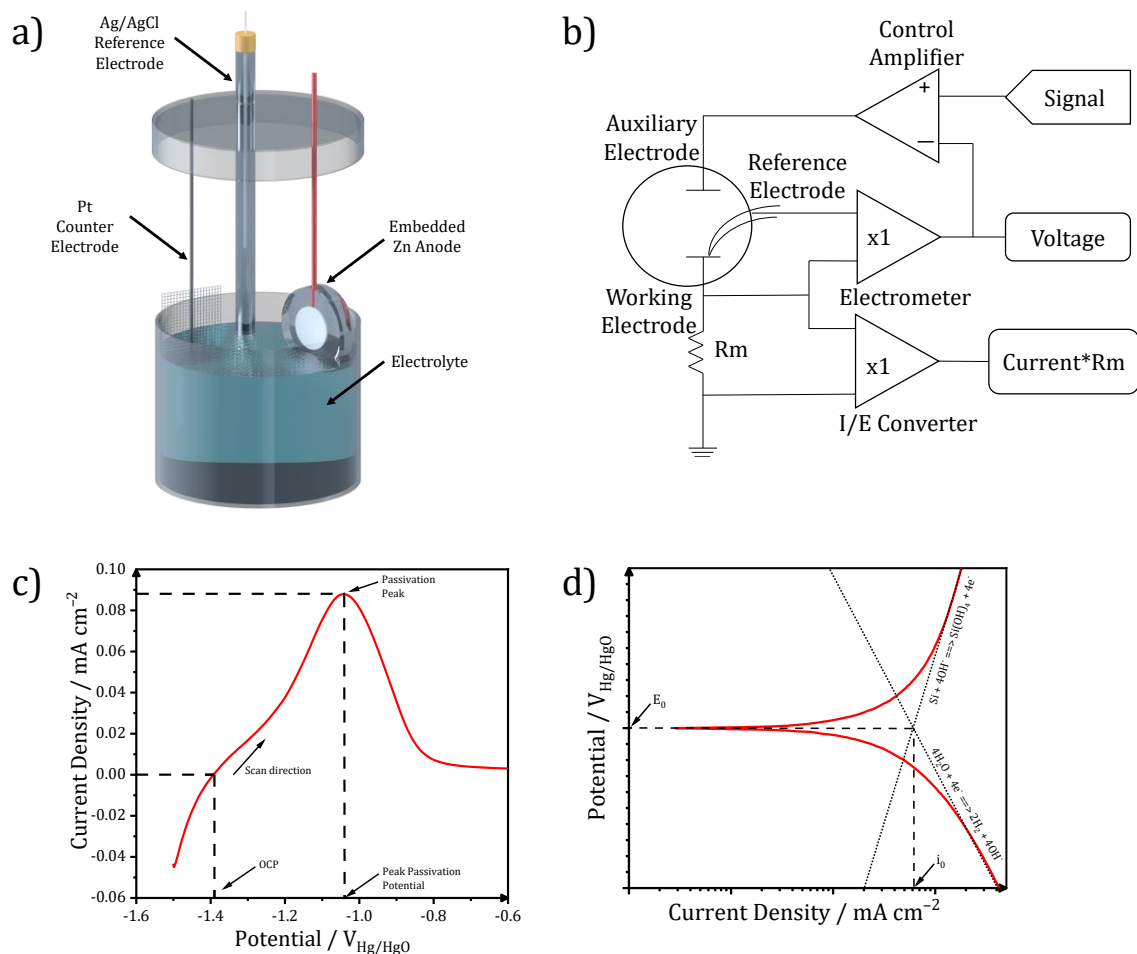 a)
Ag/AgCl
Reference
Electrode
Pt
Counter
Electrode
Embedded
Zn Anode
Electrolyte
b)
Control
Amplifier
+
−
Signal
Auxiliary
Electrode
Reference
Electrode
x1
Voltage
Electrometer
Working
Electrode
Rm
x1
Current*Rm
I/E Converter
c)
Current Density / mA cm⁻²
0.10
0.08
0.06
0.04
0.02
0.00
-0.02
-0.04
-0.06
Passivation
Peak
Scan direction
OCP
Peak Passivation
Potential
-1.6 -1.4 -1.2 -1.0 -0.8 -0.6
Potential / V_Hg/HgO
d)
Potential / V_Hg/HgO
E₀
Si + 4OH⁻ ==> Si(OH)₄ + 4e⁻
4H₂O + 4e⁻ ==> 2H₂ + 4OH⁻
i₀
Current Density / mA cm⁻²